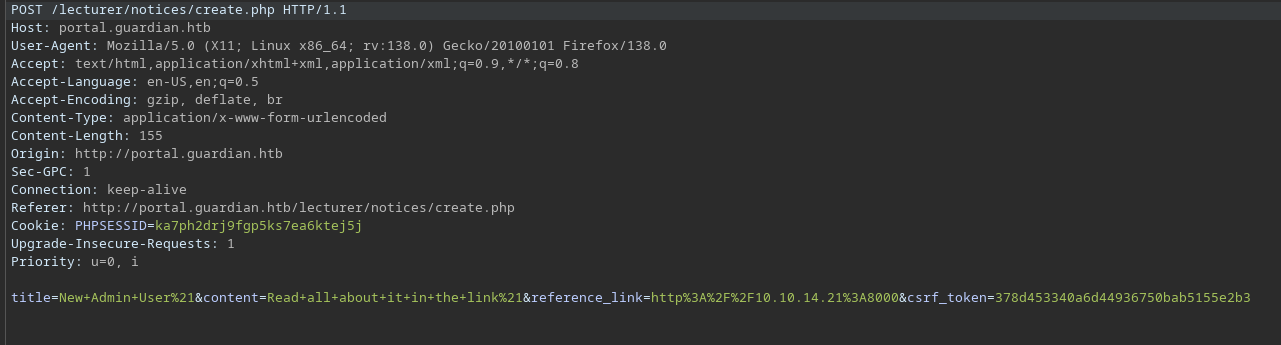 POST /lecturer/notices/create.php HTTP/1.1
Host: portal.guardian.htb
User-Agent: Mozilla/5.0 (X11; Linux x86_64; rv:138.0) Gecko/20100101 Firefox/138.0
Accept: text/html,application/xhtml+xml,application/xml;q=0.9,*/*;q=0.8
Accept-Language: en-US,en;q=0.5
Accept-Encoding: gzip, deflate, br
Content-Type: application/x-www-form-urlencoded
Content-Length: 155
Origin: http://portal.guardian.htb
Sec-GPC: 1
Connection: keep-alive
Referer: http://portal.guardian.htb/lecturer/notices/create.php
Cookie: PHPSESSID=ka7ph2drj9fgp5ks7ea6ktej5j
Upgrade-Insecure-Requests: 1
Priority: u=0, i
title=New+Admin+User%21&content=Read+all+about+it+in+the+link%21&reference_link=http%3A%2F%2F10.10.14.21%3A8000&csrf_token=378d453340a6d44936750bab5155e2b3